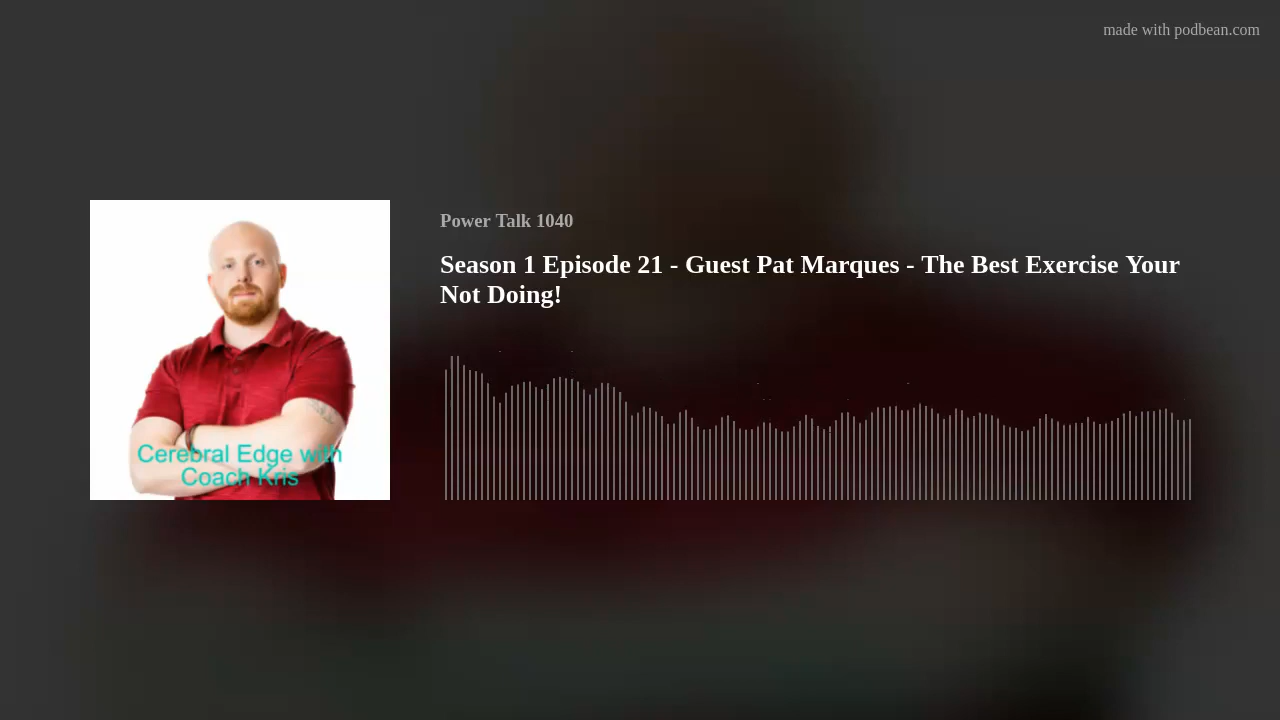 made with podbean.com
Power Talk 1040
Season 1 Episode 21 - Guest Pat Marques - The Best Exercise Your
Not Doing!
Cerebral Edge with
Coach Kris